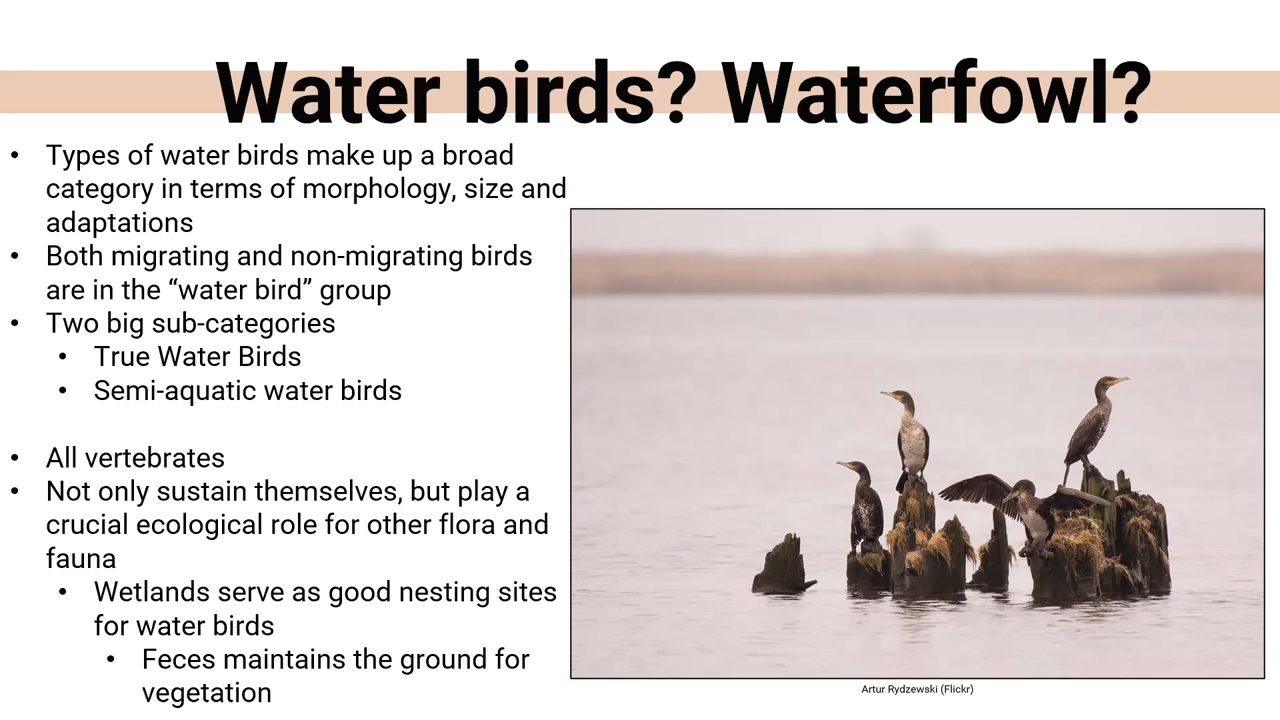 Water birds? Waterfowl?
• Types of water birds make up a broad
category in terms of morphology, size and
adaptations
• Both migrating and non-migrating birds
are in the “water bird” group
• Two big sub-categories
• True Water Birds
• Semi-aquatic water birds
• All vertebrates
• Not only sustain themselves, but play a
crucial ecological role for other flora and
fauna
• Wetlands serve as good nesting sites
for water birds
• Feces maintains the ground for
vegetation
Artur Rydzewski (Flickr)